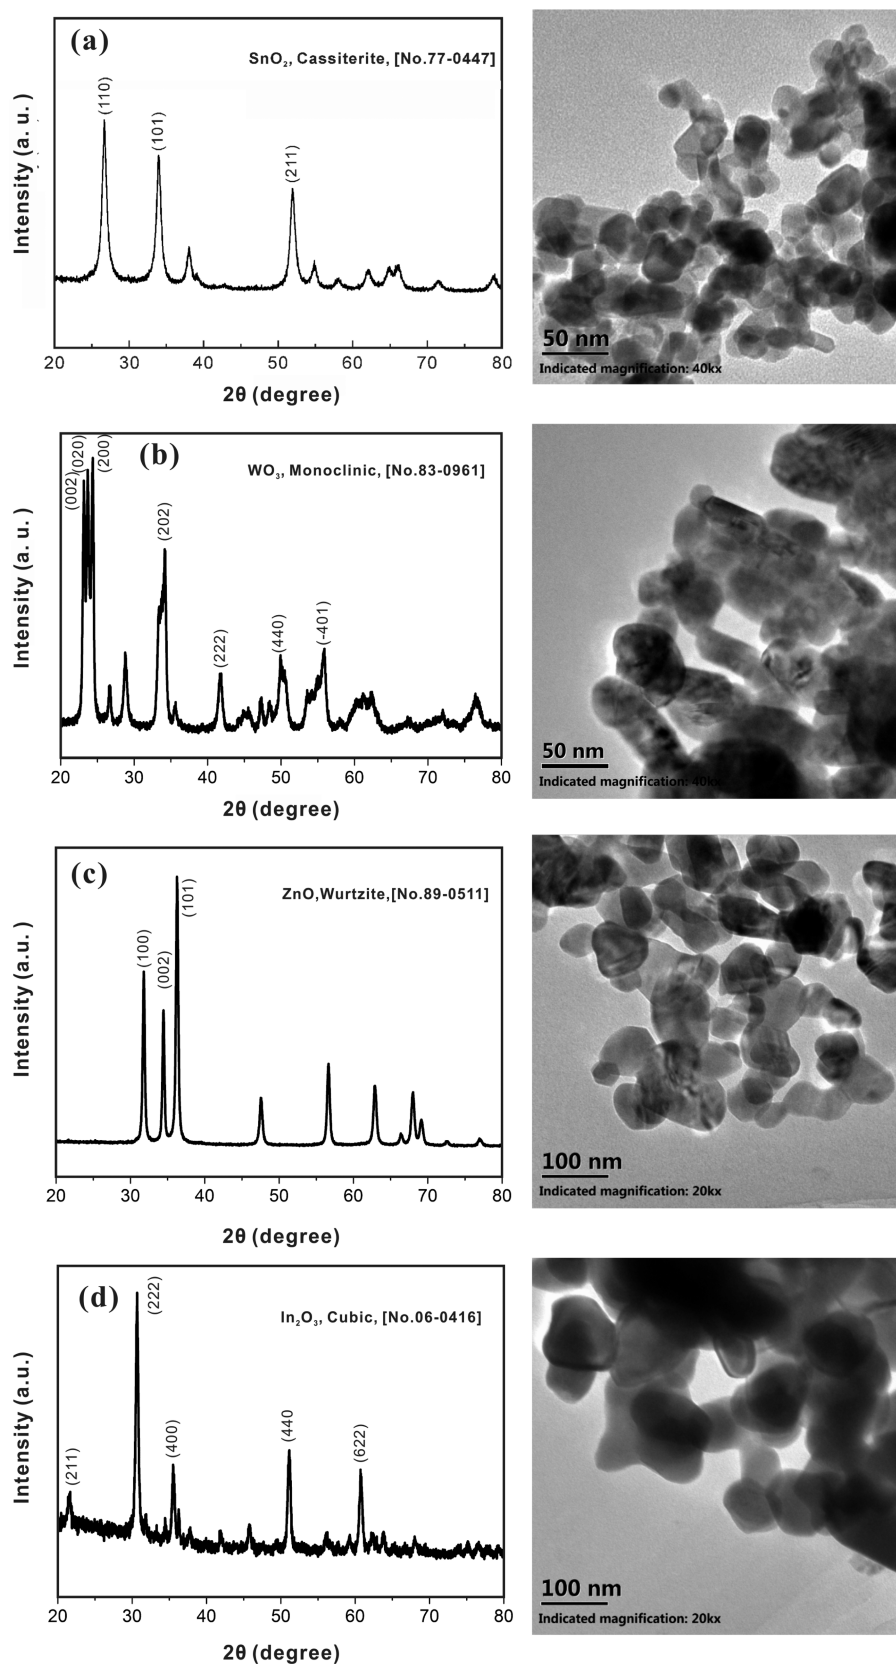 (a)
SnO₂, Cassiterite, [No.77-0447]
(110)
(101)
(211)
Intensity (a. u.)
20 30 40 50 60 70 80
2θ (degree)
50 nm
Indicated magnification: 40kx
(b)
WO₃, Monoclinic, [No.83-0961]
(002)
(020)
(200)
(202)
(222)
(440)
(-401)
Intensity (a. u. )
20 30 40 50 60 70 80
2θ (degree)
50 nm
Indicated magnification: 40kx
(c)
ZnO,Wurtzite,[No.89-0511]
(100)
(002)
(101)
Intensity (a.u.)
20 30 40 50 60 70 80
2θ (degree)
100 nm
Indicated magnification: 20kx
(d)
In₂O₃, Cubic, [No.06-0416]
(211)
(222)
(400)
(440
(622)
Intensity (a.u.)
20 30 40 50 60 70 80
2θ (degree)
100 nm
Indicated magnification: 20kx